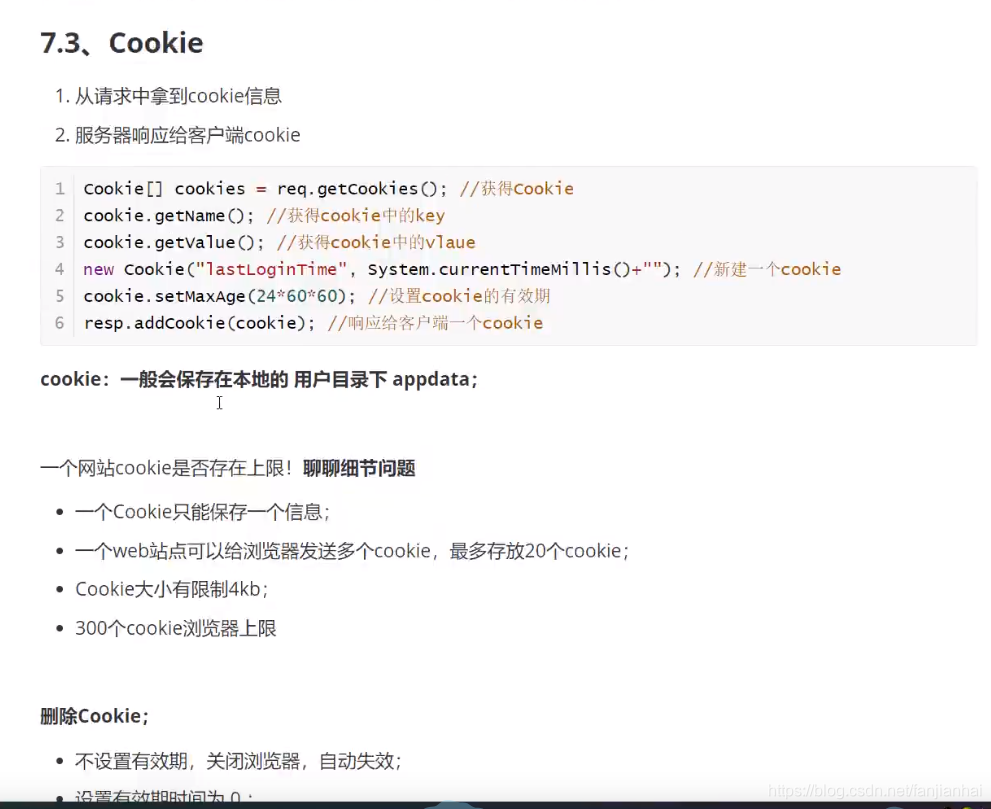 7.3、Cookie
1. 从请求中拿到cookie信息
2. 服务器响应给客户端cookie
1 Cookie[] cookies = req.getCookies(); //获得Cookie
2 cookie.getName(); //获得cookie中的key
3 cookie.getValue(); //获得cookie中的vlaue
4 new Cookie("lastLoginTime", System.currentTimeMillis()+""); //新建一个cookie
5 cookie.setMaxAge(24*60*60); //设置cookie的有效期
6 resp.addCookie(cookie); //响应给客户端一个cookie
cookie：一般会保存在本地的 用户目录下 appdata；
一个网站cookie是否存在上限！聊聊细节问题
• 一个Cookie只能保存一个信息；
• 一个web站点可以给浏览器发送多个cookie，最多存放20个cookie；
• Cookie大小有限制4kb；
• 300个cookie浏览器上限
删除Cookie；
• 不设置有效期，关闭浏览器，自动失效；
• 设置有效期时间为 0 ；
https://blog.csdn.net/fanjianhai